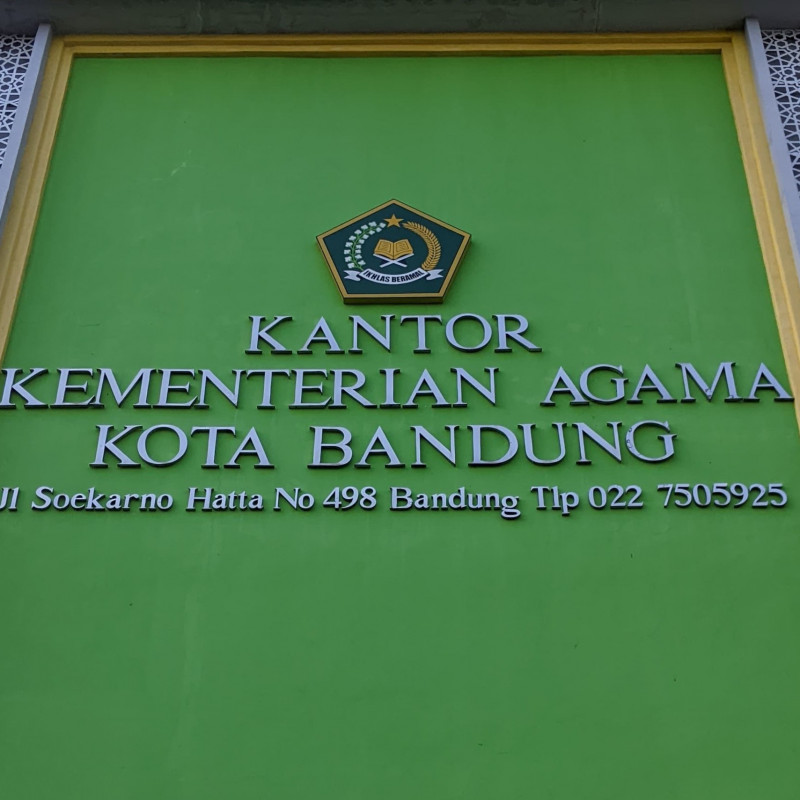 IKHLAS BERAMAL
KANTOR
KEMENTERIAN AGAMA
KOTA BANDUNG
Jl Soekarno Hatta No 498 Bandung Tlp 022 7505925